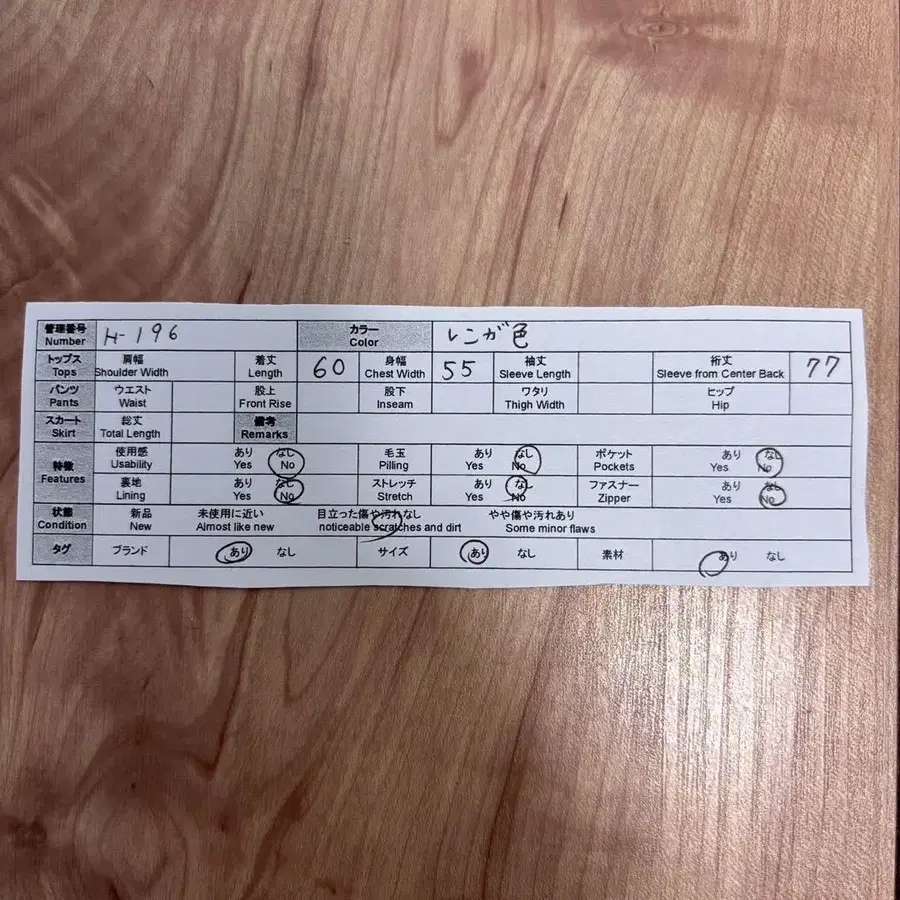 管理番号 Number H-196 カラー Color レンガ色
トップス Tops 肩幅 Shoulder Width 着丈 Length 60 身幅 Chest Width 55 袖丈 Sleeve Length 裄丈 Sleeve from Center Back 77
パンツ Pants ウエスト Waist 股上 Front Rise 股下 Inseam ワタリ Thigh Width ヒップ Hip
スカート Skirt 総丈 Total Length 備考 Remarks
特徴 Features 使用感 Usability あり Yes なし No 毛玉 Pilling あり Yes なし No ポケット Pockets あり Yes なし No
裏地 Lining あり Yes なし No ストレッチ Stretch あり Yes なし No ファスナー Zipper あり Yes なし No
状態 Condition 新品 New 未使用に近い Almost like new 目立った傷や汚れなし noticeable scratches and dirt やや傷や汚れあり Some minor flaws
タグ ブランド あり なし サイズ あり なし 素材 あり なし